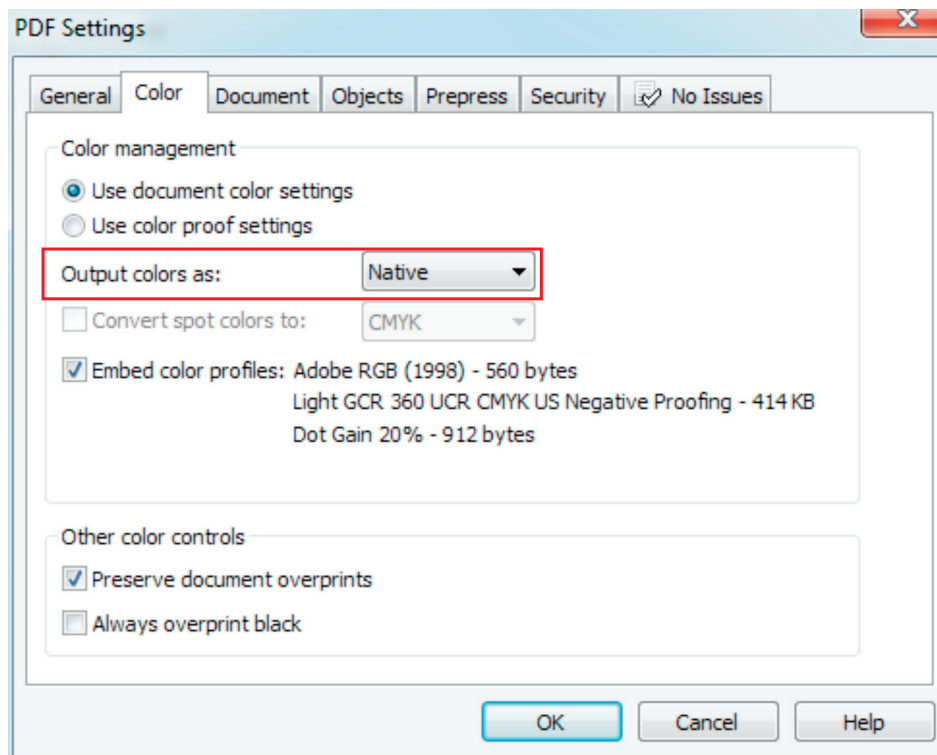 PDF Settings
General Color Document Objects Prepress Security No Issues
Color management
Use document color settings
Use color proof settings
Output colors as: Native
Convert spot colors to: CMYK
Embed color profiles: Adobe RGB (1998) - 560 bytes
Light GCR 360 UCR CMYK US Negative Proofing - 414 KB
Dot Gain 20% - 912 bytes
Other color controls
Preserve document overprints
Always overprint black
OK Cancel Help